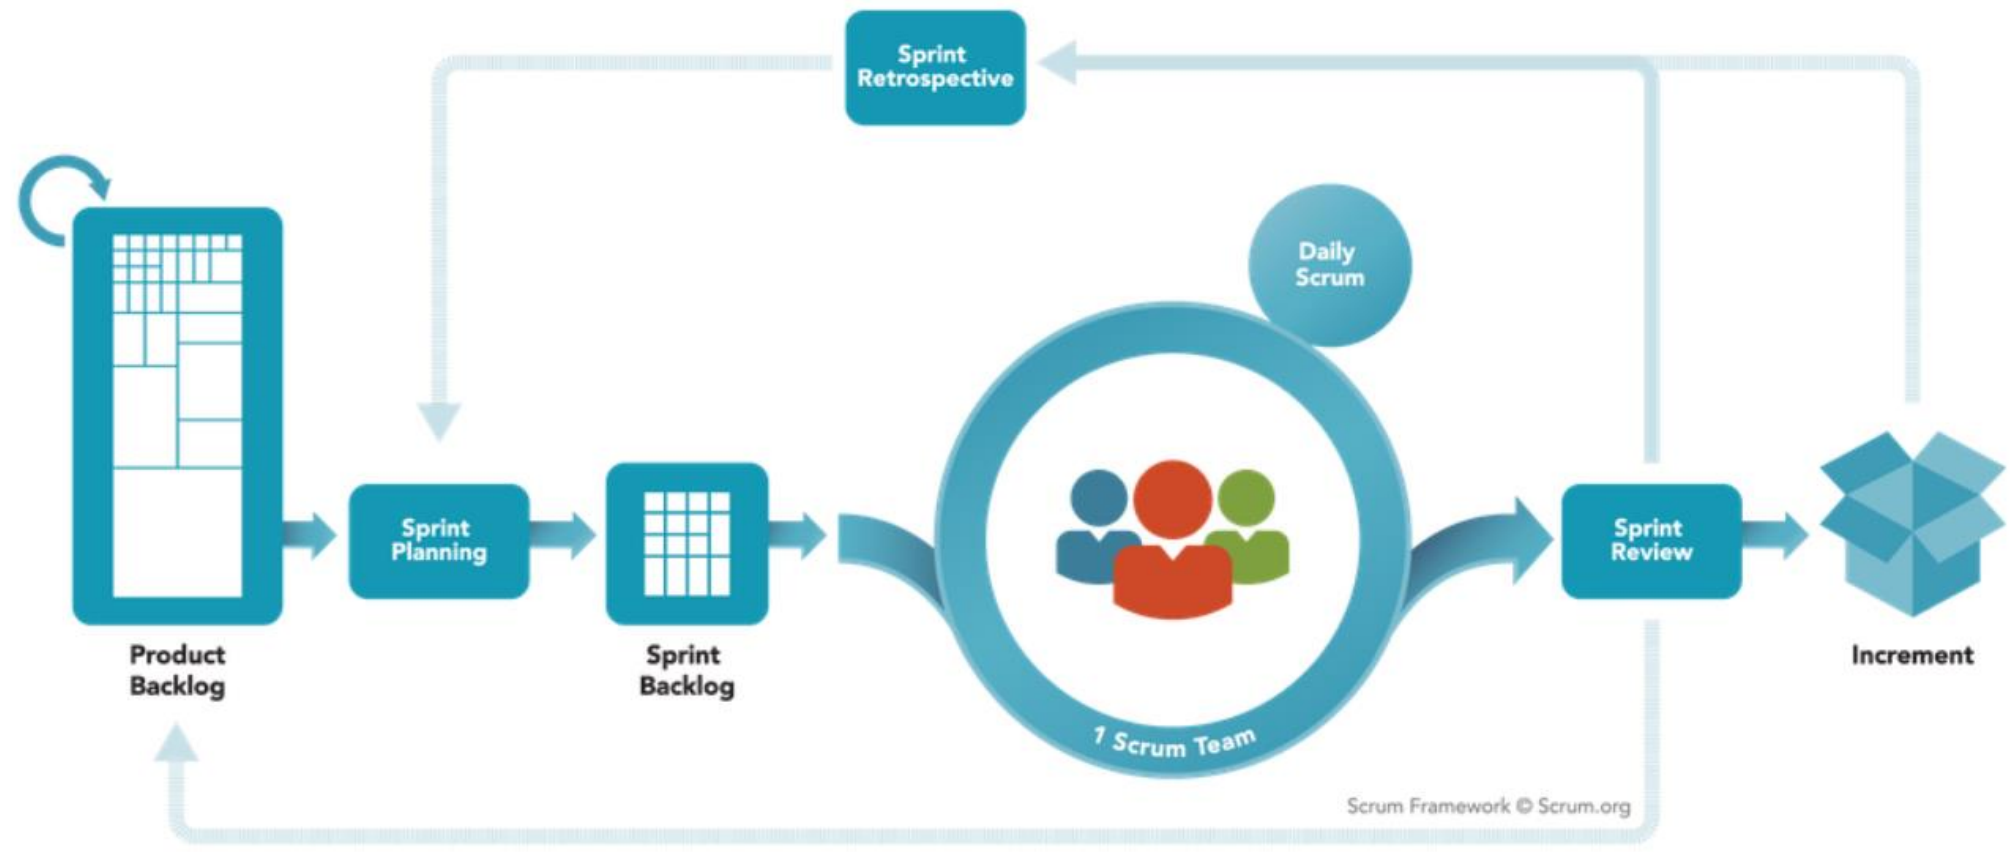 Sprint
Retrospective
Daily
Scrum
Sprint
Planning
Sprint
Review
Product
Backlog
Sprint
Backlog
Increment
1 Scrum Team
Scrum Framework © Scrum.org